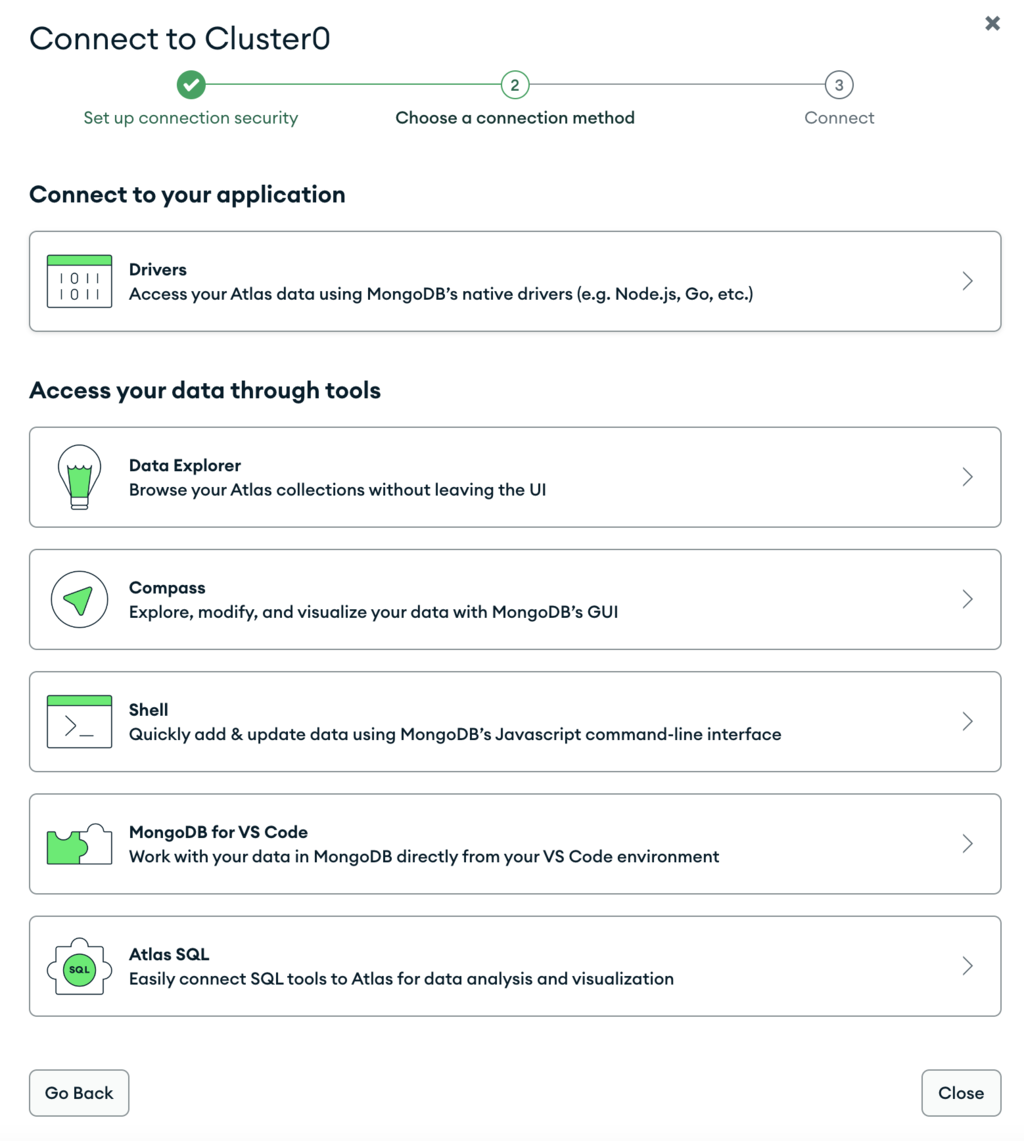 Connect to Cluster0
2
3
Set up connection security
Choose a connection method
Connect
Connect to your application
1011
1011
Drivers
Access your Atlas data using MongoDB’s native drivers (e.g. Node.js, Go, etc.)
Access your data through tools
Data Explorer
Browse your Atlas collections without leaving the UI
Compass
Explore, modify, and visualize your data with MongoDB’s GUI
>_
Shell
Quickly add & update data using MongoDB’s Javascript command-line interface
MongoDB for VS Code
Work with your data in MongoDB directly from your VS Code environment
SQL
Atlas SQL
Easily connect SQL tools to Atlas for data analysis and visualization
Go Back
Close